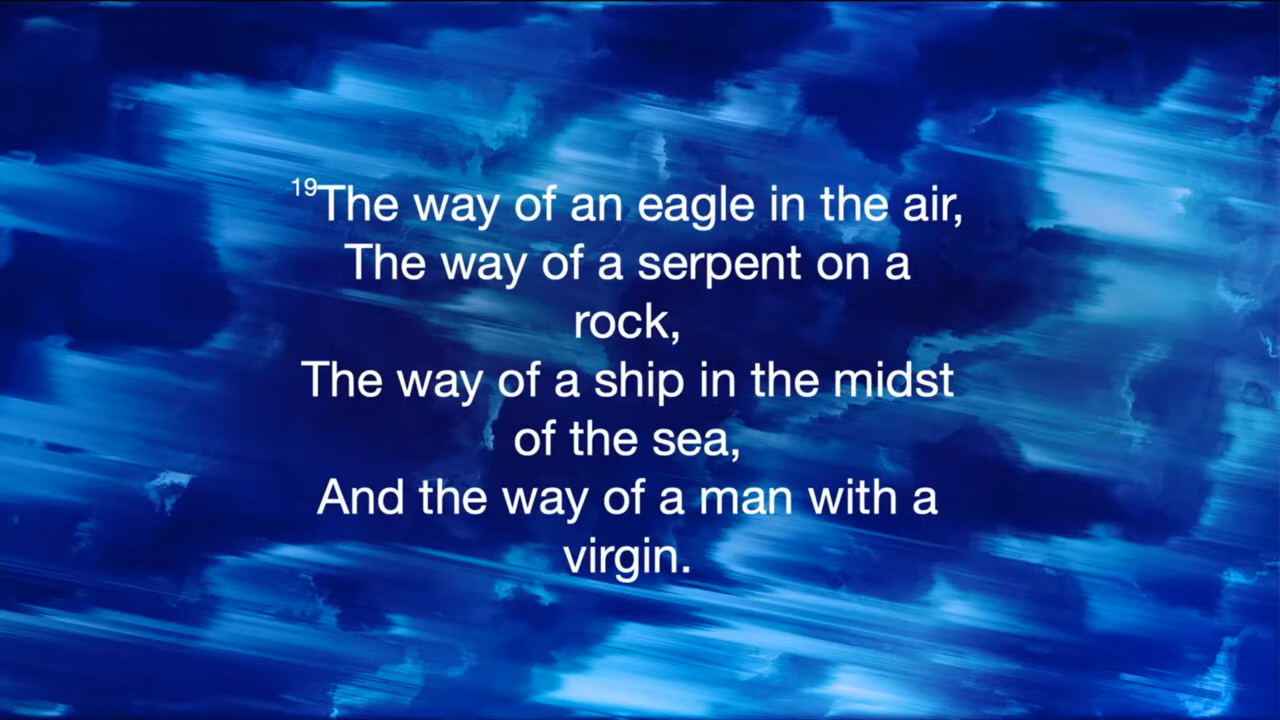 19The way of an eagle in the air,
The way of a serpent on a
rock,
The way of a ship in the midst
of the sea,
And the way of a man with a
virgin.